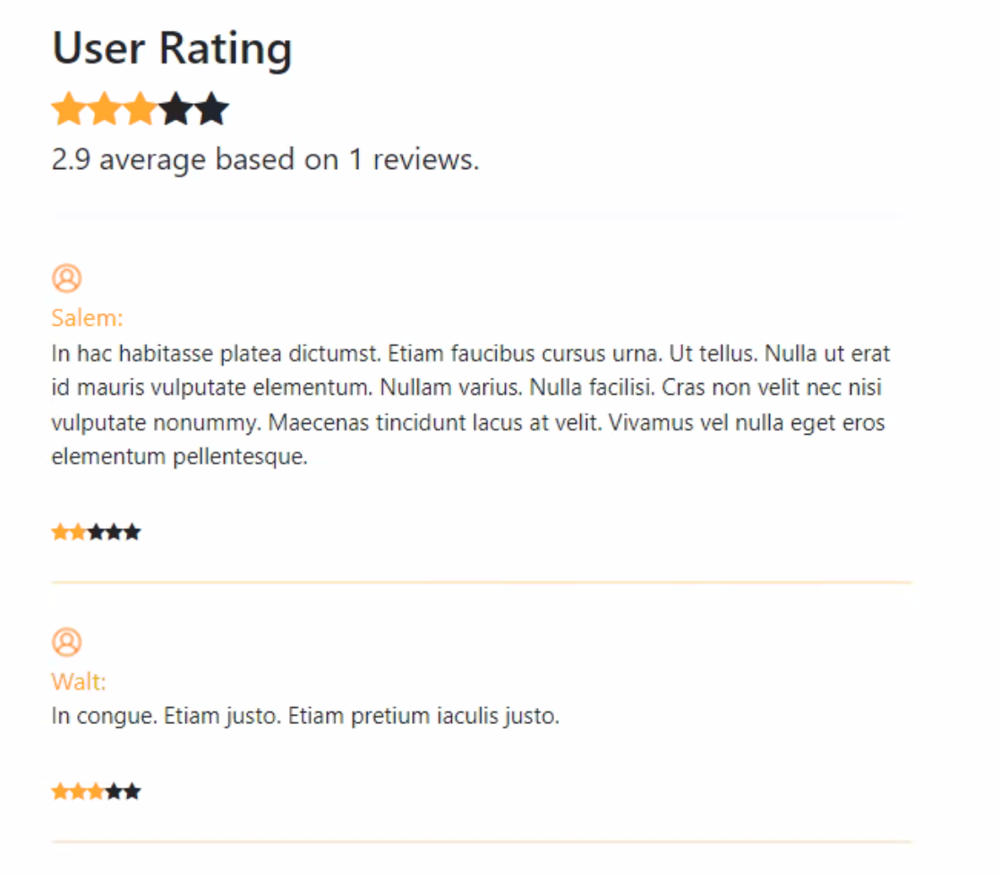 User Rating
2.9 average based on 1 reviews.
Salem:
In hac habitasse platea dictumst. Etiam faucibus cursus urna. Ut tellus. Nulla ut erat
id mauris vulputate elementum. Nullam varius. Nulla facilisi. Cras non velit nec nisi
vulputate nonummy. Maecenas tincidunt lacus at velit. Vivamus vel nulla eget eros
elementum pellentesque.
Walt:
In congue. Etiam justo. Etiam pretium iaculis justo.